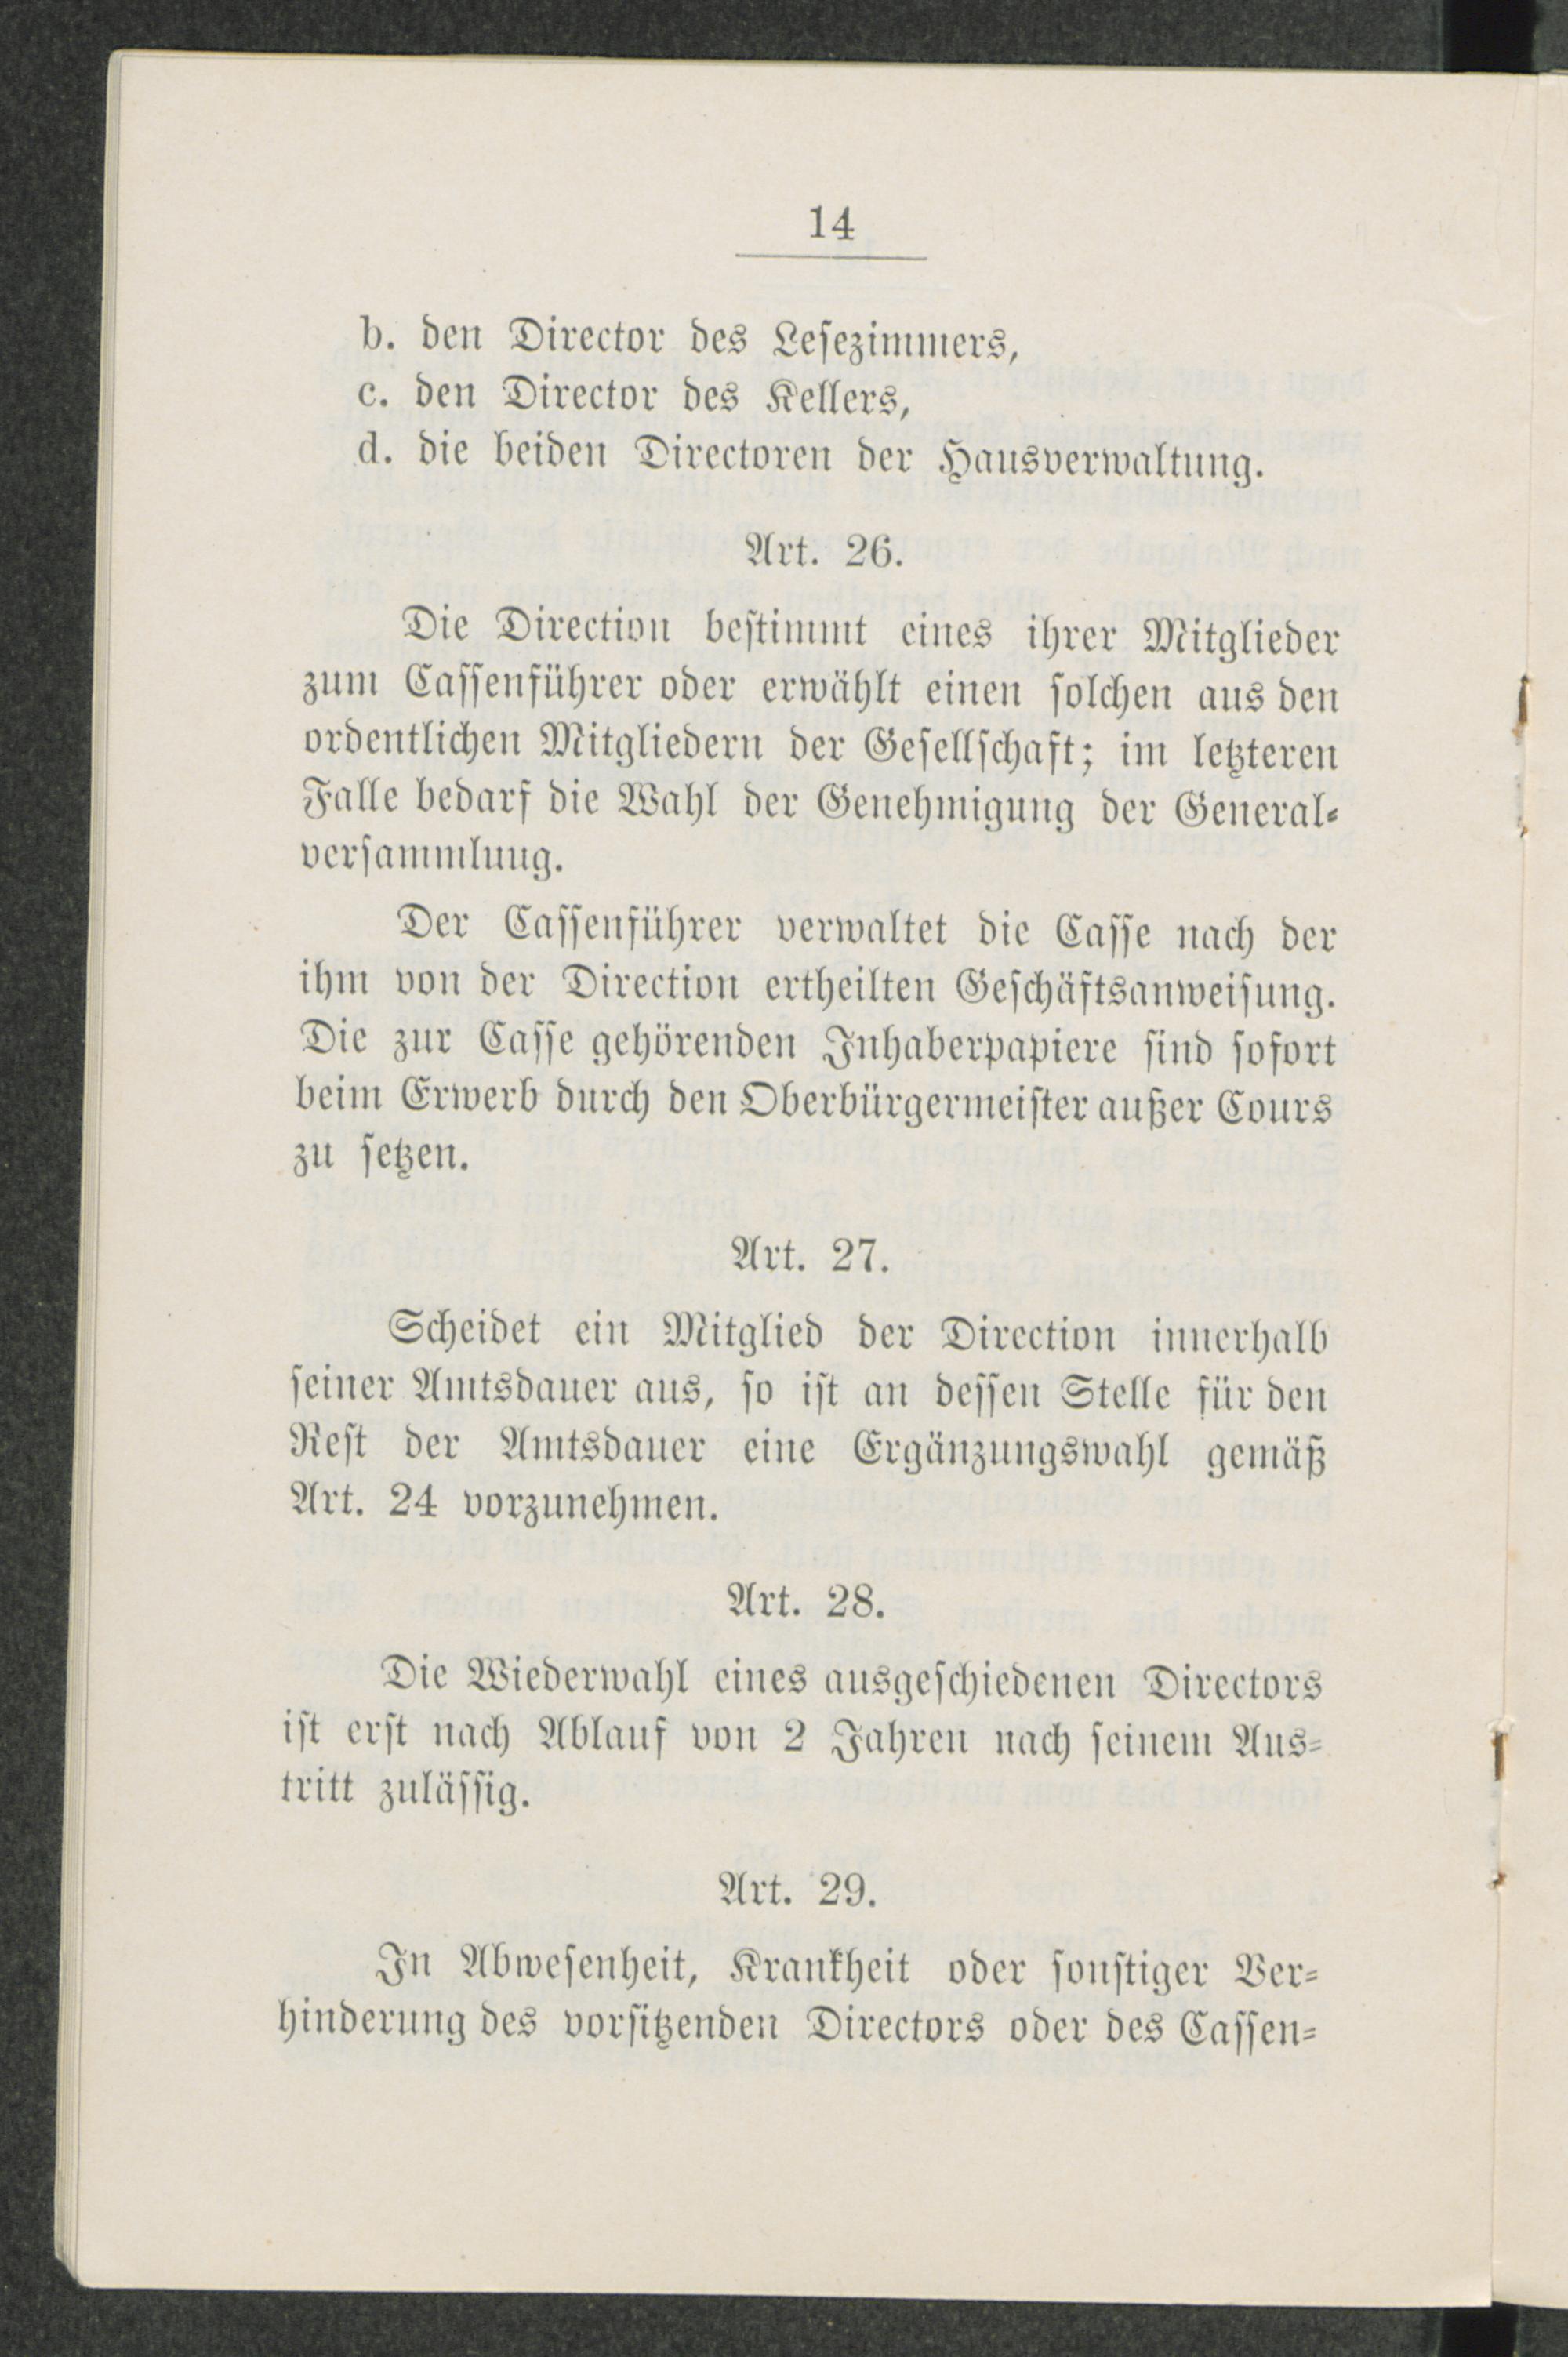 14
b. den Director des Lesezimmers,
c. den Director des Kellers,
d. die beiden Directoren der Hausverwaltung.
Art. 26.
Die Direction bestimmt eines ihrer Mitglieder
zum Cassenführer oder erwählt einen solchen aus den
ordentlichen Mitgliedern der Gesellschaft; im letzteren
Falle bedarf die Wahl der Genehmigung der General-
versammlung.
Der Cassenführer verwaltet die Casse nach der
ihm von der Direction ertheilten Geschäftsanweisung.
Die zur Casse gehörenden Inhaberpapiere sind sofort
beim Erwerb durch den Oberbürgermeister außer Cours
zu setzen.
Art. 27.
Scheidet ein Mitglied der Direction innerhalb
seiner Amtsdauer aus, so ist an dessen Stelle für den
Rest der Amtsdauer eine Ergänzungswahl gemäß
Art. 24 vorzunehmen.
Art. 28.
Die Wiederwahl eines ausgeschiedenen Directors
ist erst nach Ablauf von 2 Jahren nach seinem Aus-
tritt zulässig.
Art. 29.
In Abwesenheit, Krankheit oder sonstiger Ver-
hinderung des vorsitzenden Directors oder des Cassen-